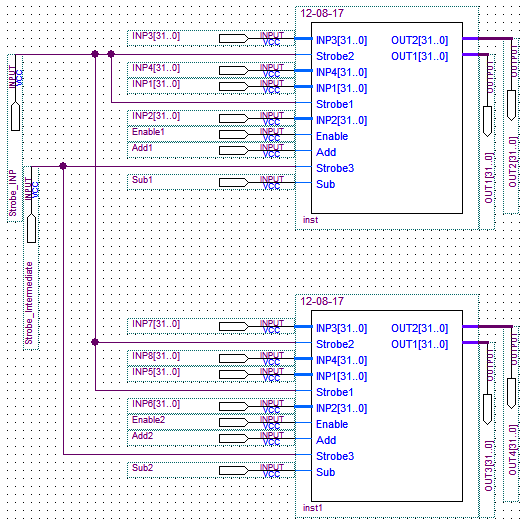 12-08-17
INP3[31..0] INPUT VCC INP3[31..0] OUT2[31..0]
Strobe2 OUT1[31..0]
INP4[31..0] INPUT VCC INP4[31..0]
INP1[31..0] INPUT VCC INP1[31..0]
Strobe1
INP2[31..0] INPUT VCC INP2[31..0]
Enable1 INPUT VCC Enable
Add1 INPUT VCC Add
Strobe3
Sub1 INPUT VCC Sub
inst
INPUT VCC
Strobe_INP
INPUT VCC
Strobe_Intermediate
OUTPUT
OUT1[31..0]
OUTPUT
OUT2[31..0]
12-08-17
INP7[31..0] INPUT VCC INP3[31..0] OUT2[31..0]
Strobe2 OUT1[31..0]
INP8[31..0] INPUT VCC INP4[31..0]
INP5[31..0] INPUT VCC INP1[31..0]
Strobe1
INP6[31..0] INPUT VCC INP2[31..0]
Enable2 INPUT VCC Enable
Add2 INPUT VCC Add
Strobe3
Sub2 INPUT VCC Sub
inst1
OUTPUT
OUT3[31..0]
OUTPUT
OUT4[31..0]